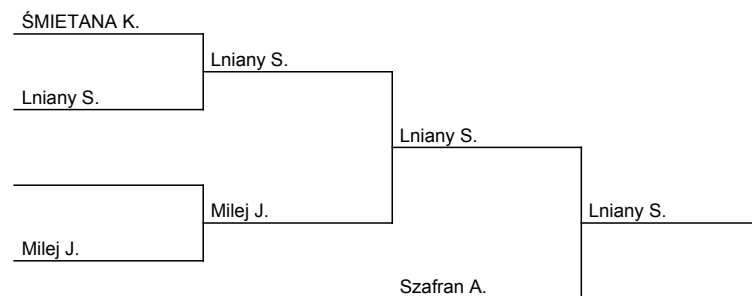 ŚMIETANA K.
Lniany S.
Lniany S.
Lniany S.
Milej J.
Lniany S.
Milej J.
Szafran A.